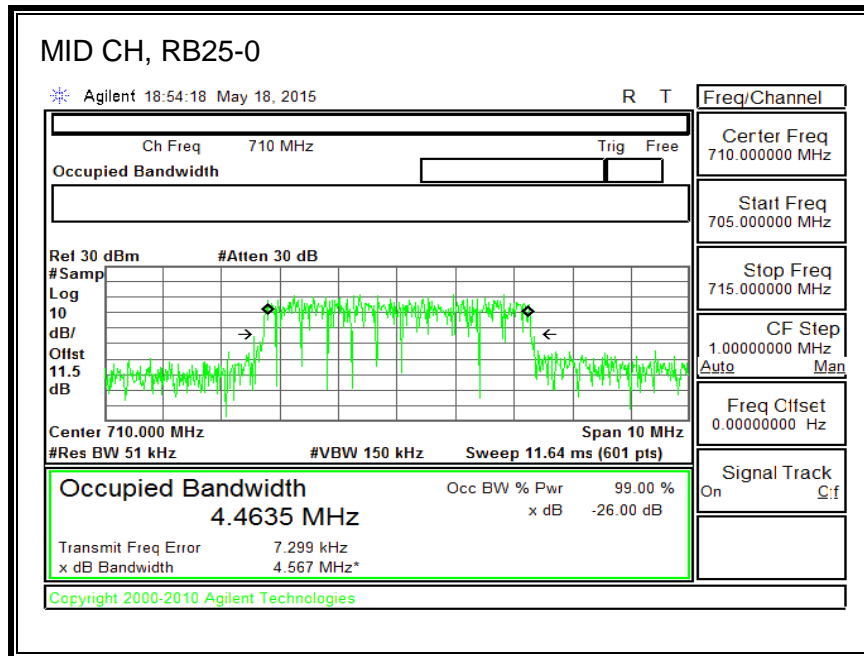 MID CH, RB25-0
Agilent 18:54:18 May 18, 2015 R T
Freq/Channel
Ch Freq 710 MHz Trig Free
Occupied Bandwidth
Center Freq
710.000000 MHz
Start Freq
705.000000 MHz
Stop Freq
715.000000 MHz
CF Step
1.00000000 MHz
Auto Man
Freq Offset
0.00000000 Hz
Signal Track
On Off
Ref 30 dBm #Atten 30 dB
#Samp
Log
10
dB/
Offst
11.5
dB
Center 710.000 MHz Span 10 MHz
#Res BW 51 kHz #VBW 150 kHz Sweep 11.64 ms (601 pts)
Occupied Bandwidth Occ BW % Pwr 99.00 %
4.4635 MHz x dB -26.00 dB
Transmit Freq Error 7.299 kHz
x dB Bandwidth 4.567 MHz*
Copyright 2000-2010 Agilent Technologies